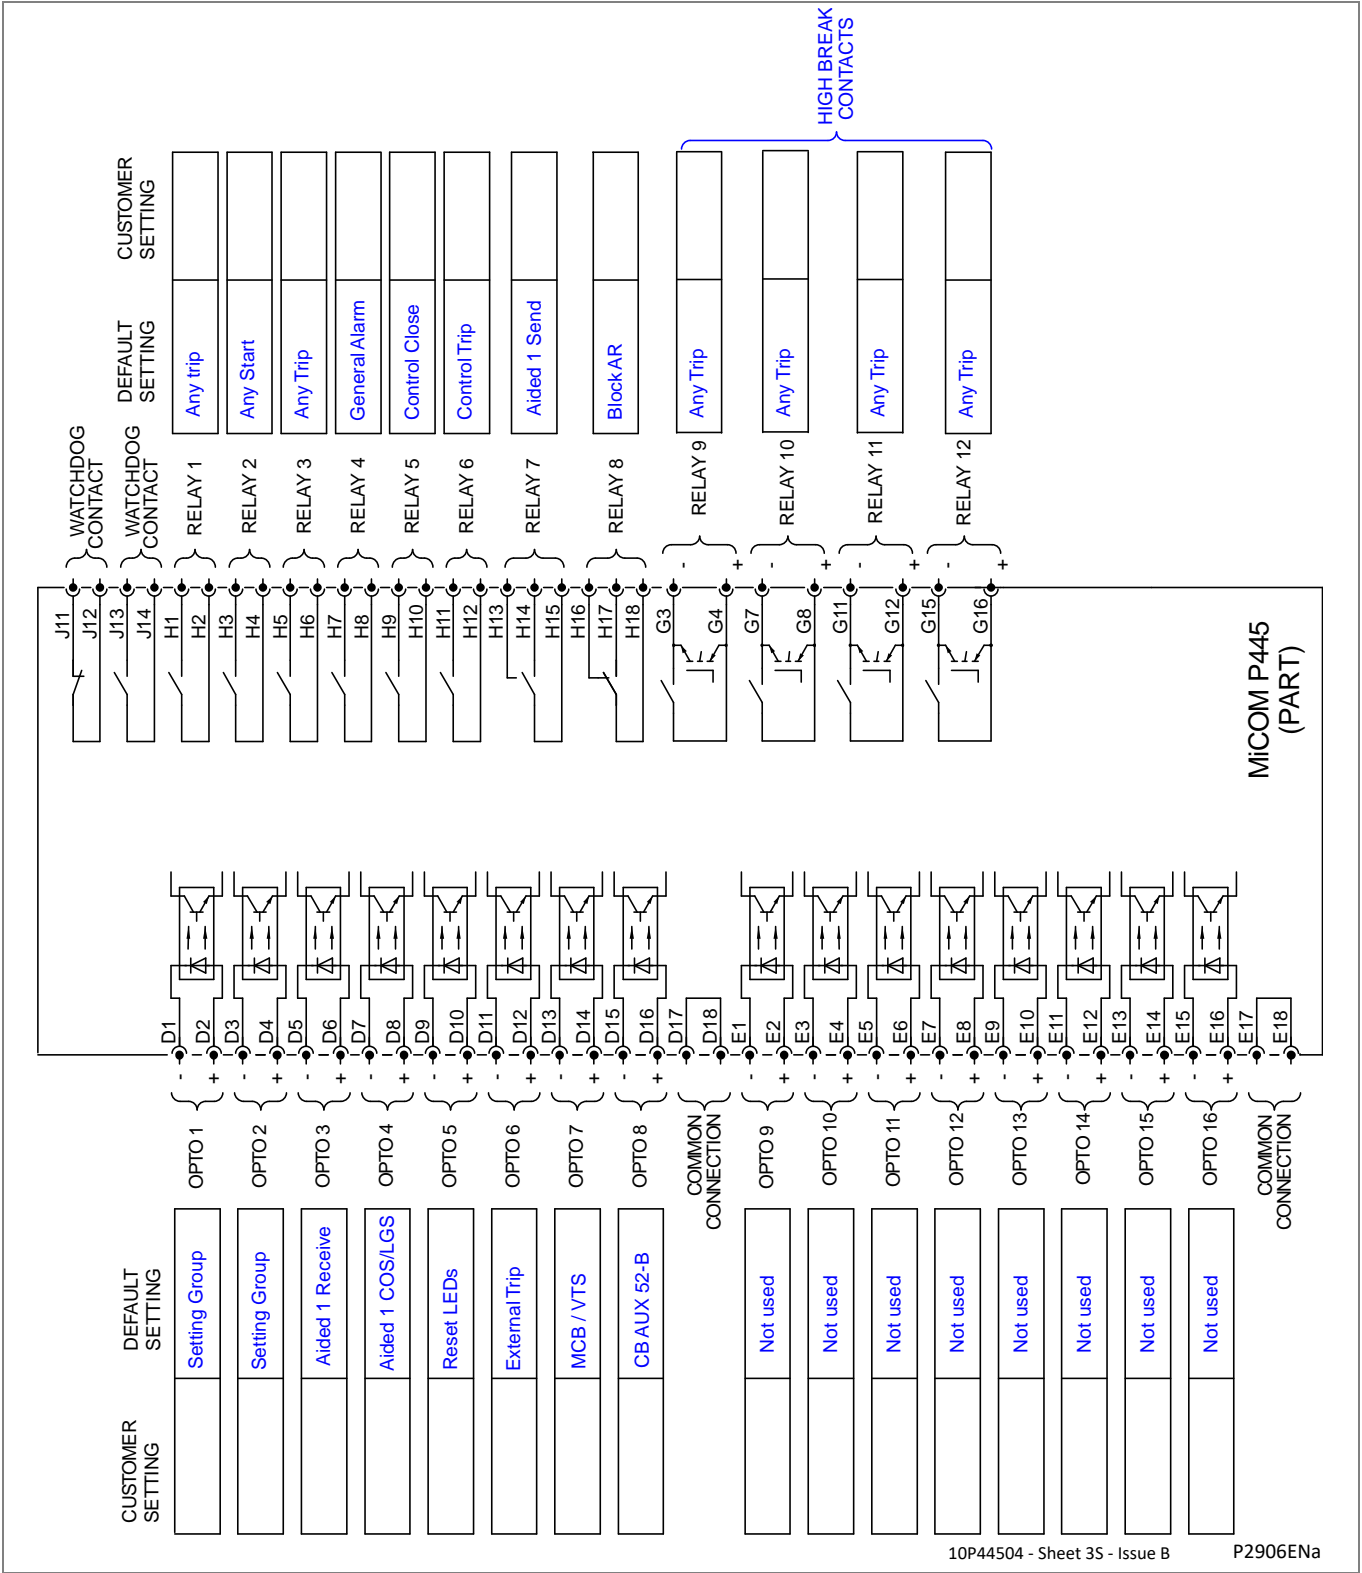 HIGH BREAK
CONTACTS
CUSTOMER
SETTING
DEFAULT
SETTING
Any trip
Any Start
Any Trip
General Alarm
Control Close
Control Trip
Aided 1 Send
Block AR
Any Trip
Any Trip
Any Trip
Any Trip
WATCHDOG
CONTACT
WATCHDOG
CONTACT
RELAY 1
RELAY 2
RELAY 3
RELAY 4
RELAY 5
RELAY 6
RELAY 7
RELAY 8
RELAY 9
RELAY 10
RELAY 11
RELAY 12
- + - + - + - +
J11
J12
J13
J14
H1
H2
H3
H4
H5
H6
H7
H8
H9
H10
H11
H12
H13
H14
H15
H16
H17
H18
G3
G4
G7
G8
G11
G12
G15
G16
MiCOM P445
(PART)
D1
D2
D3
D4
D5
D6
D7
D8
D9
D10
D11
D12
D13
D14
D15
D16
D17
D18
E1
E2
E3
E4
E5
E6
E7
E8
E9
E10
E11
E12
E13
E14
E15
E16
E17
E18
- + - + - + - + - + - + - + - +
- + - + - + - + - + - + - + - +
OPTO 1
OPTO 2
OPTO 3
OPTO 4
OPTO 5
OPTO 6
OPTO 7
OPTO 8
COMMON
CONNECTION
OPTO 9
OPTO 10
OPTO 11
OPTO 12
OPTO 13
OPTO 14
OPTO 15
OPTO 16
COMMON
CONNECTION
DEFAULT
SETTING
Setting Group
Setting Group
Aided 1 Receive
Aided 1 COS/LGS
Reset LEDs
External Trip
MCB / VTS
CB AUX 52-B
Not used
Not used
Not used
Not used
Not used
Not used
Not used
Not used
CUSTOMER
SETTING
10P44504 - Sheet 3S - Issue B
P2906ENa